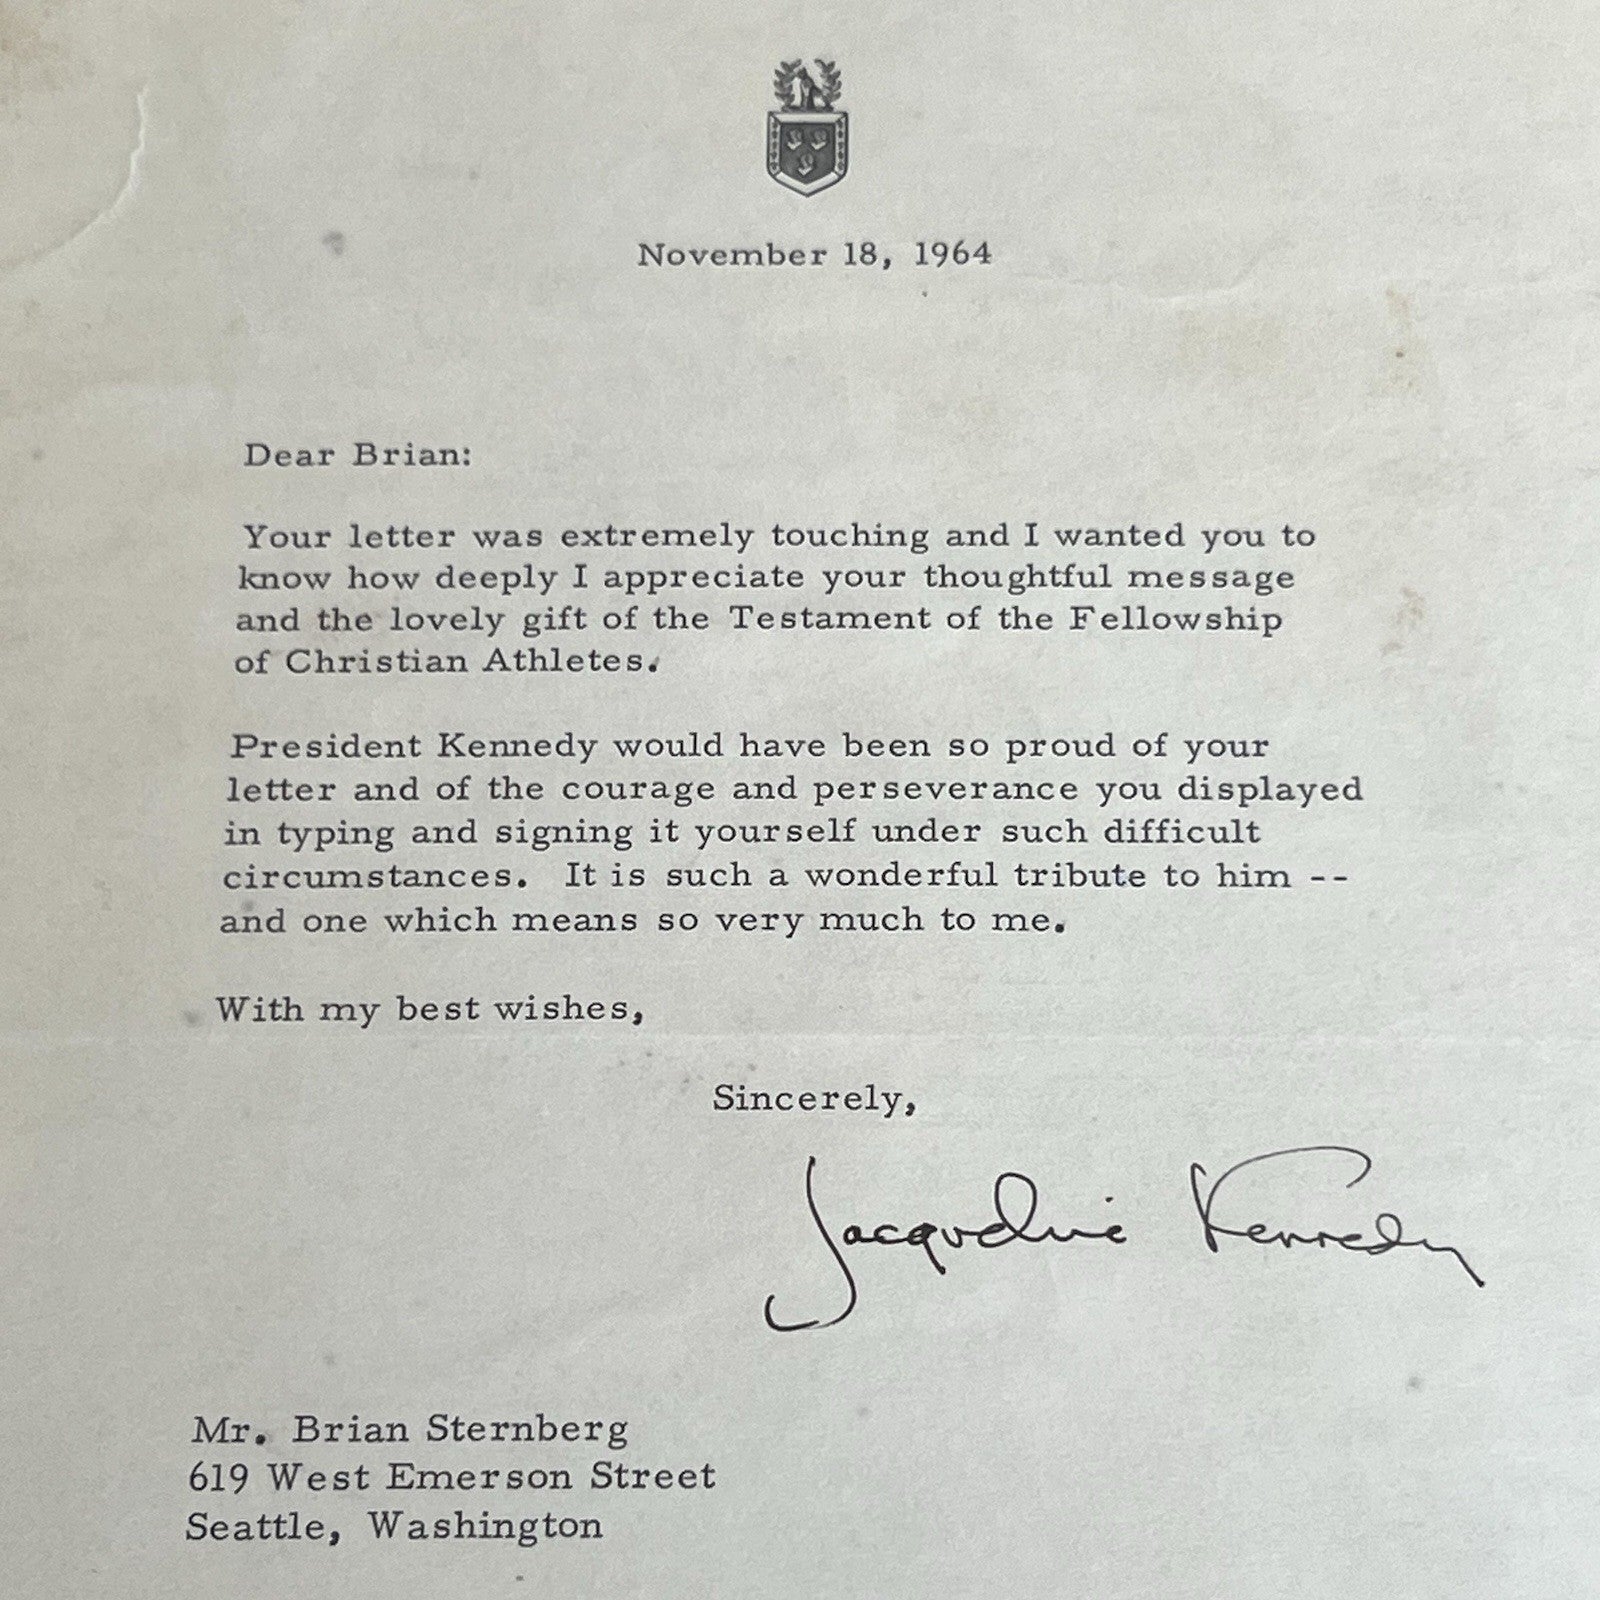 November 18, 1964
Dear Brian:
Your letter was extremely touching and I wanted you to
know how deeply I appreciate your thoughtful message
and the lovely gift of the Testament of the Fellowship
of Christian Athletes.
President Kennedy would have been so proud of your
letter and of the courage and perseverance you displayed
in typing and signing it yourself under such difficult
circumstances. It is such a wonderful tribute to him --
and one which means so very much to me.
With my best wishes,
Sincerely,
Jacqueline Kennedy
Mr. Brian Sternberg
619 West Emerson Street
Seattle, Washington